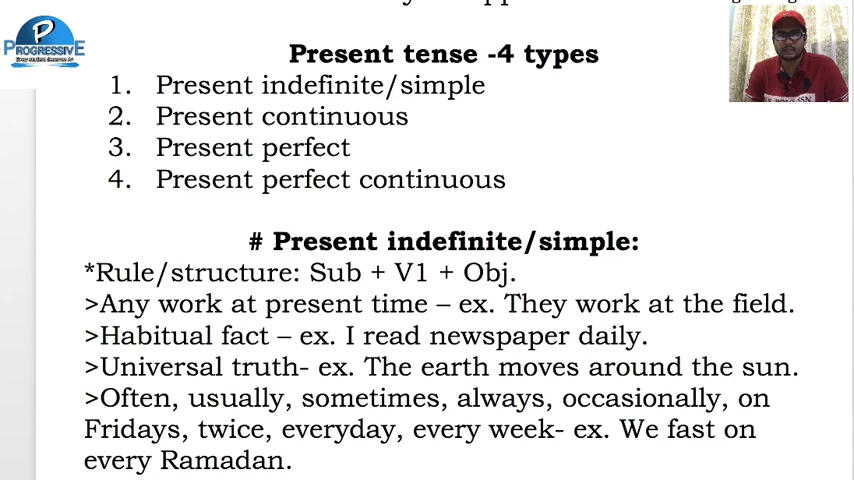 P
PROGRESSIVE
Every student deserves A+
Present tense -4 types
1. Present indefinite/simple
2. Present continuous
3. Present perfect
4. Present perfect continuous
# Present indefinite/simple:
*Rule/structure: Sub + V1 + Obj.
>Any work at present time – ex. They work at the field.
>Habitual fact – ex. I read newspaper daily.
>Universal truth- ex. The earth moves around the sun.
>Often, usually, sometimes, always, occasionally, on
Fridays, twice, everyday, every week- ex. We fast on
every Ramadan.